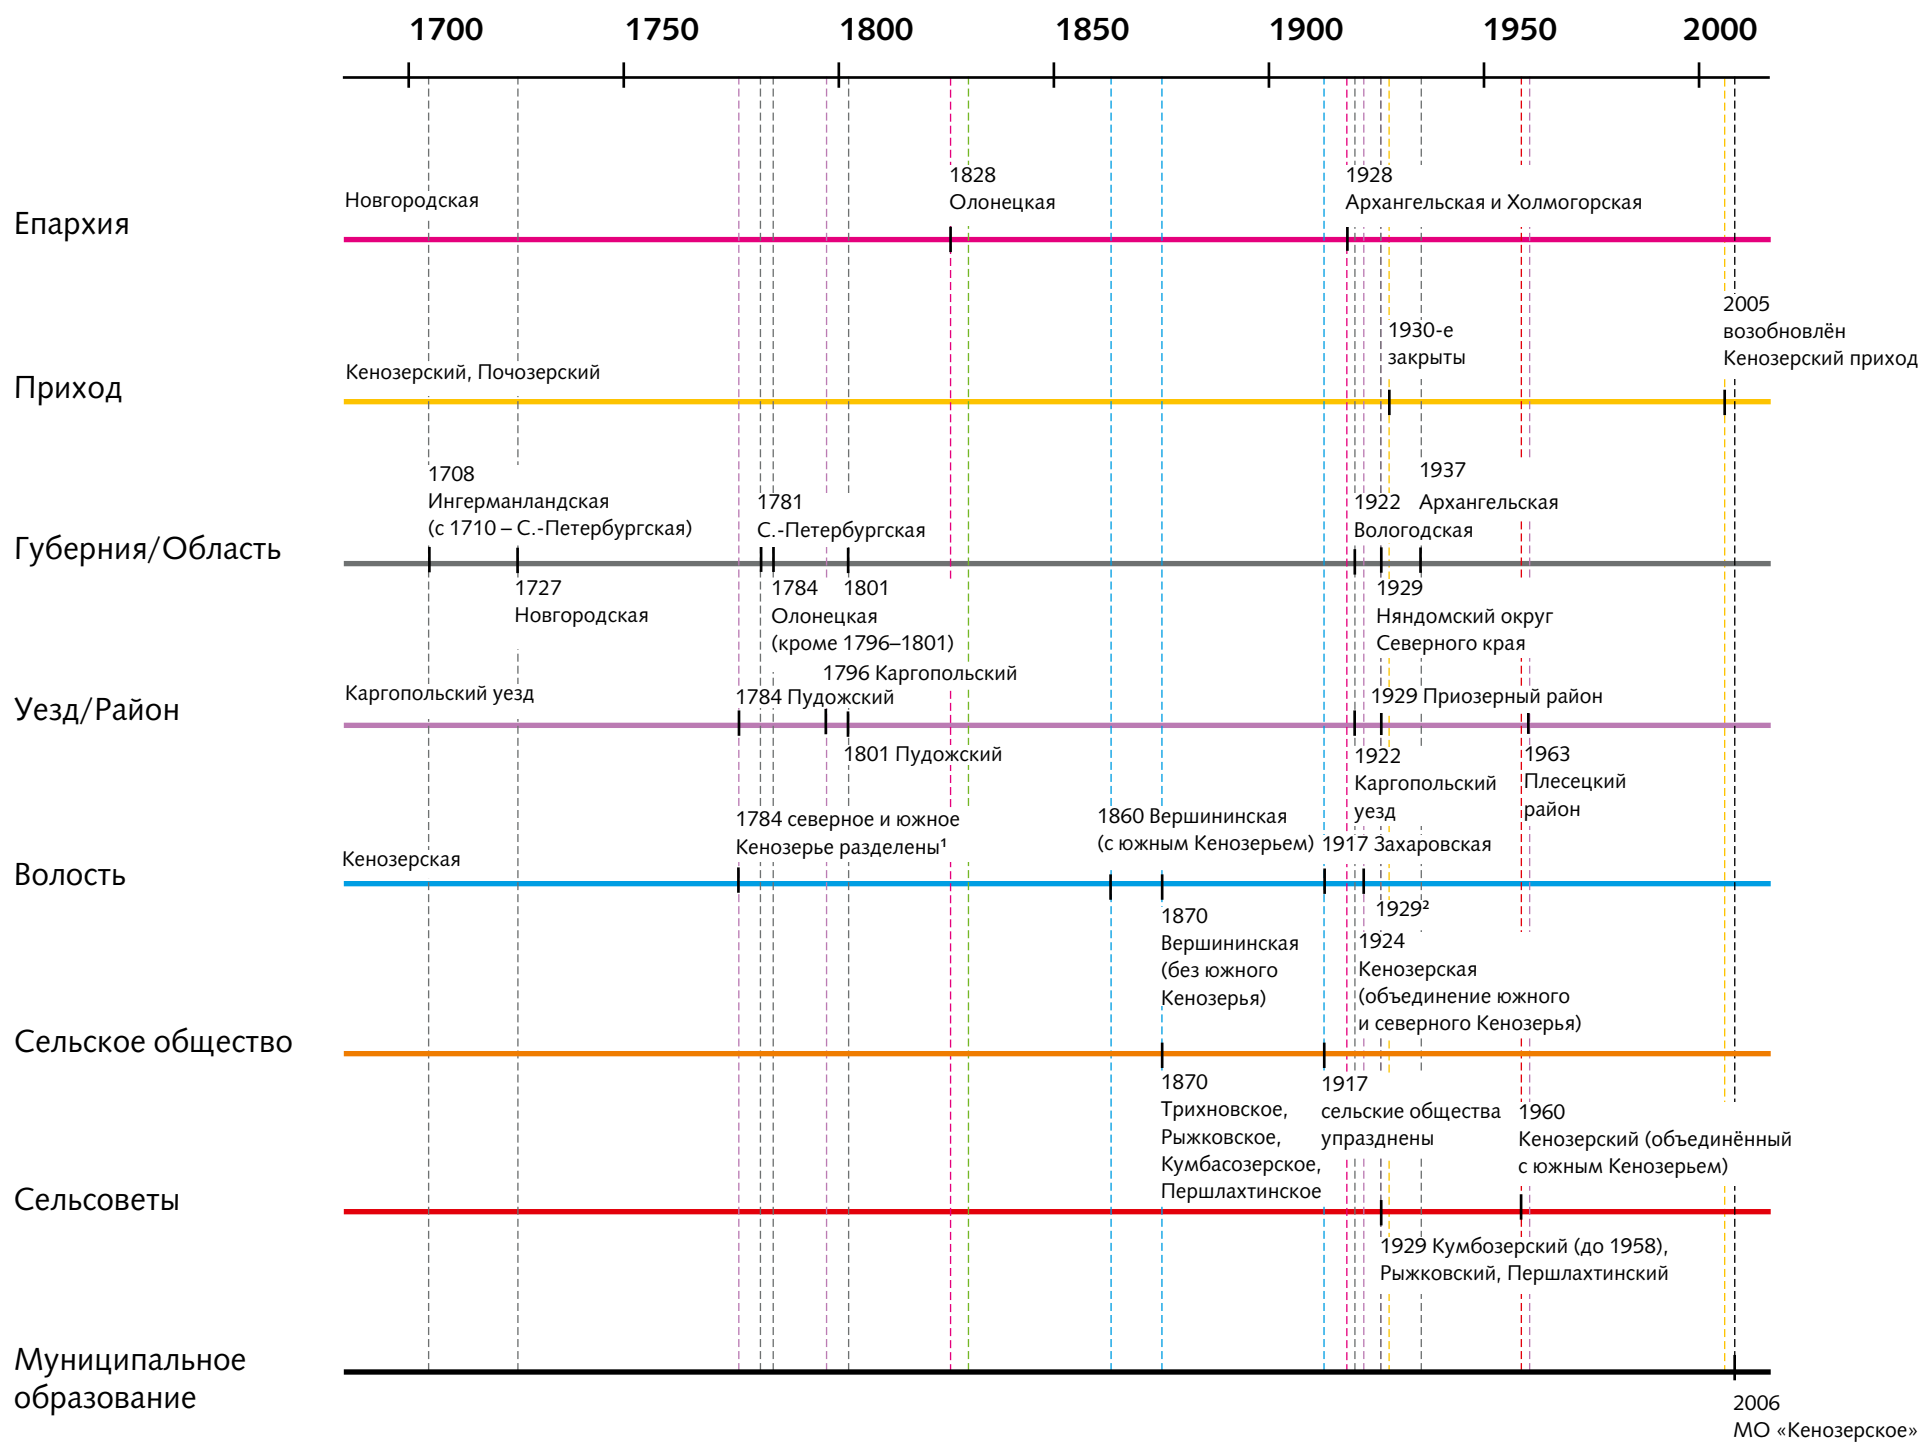 1700 1750 1800 1850 1900 1950 2000
Епархия
Новгородская
1828
Олонецкая
1928
Архангельская и Холмогорская
Приход
Кенозерский, Почозерский
1930-е
закрыты
2005
возобновлён
Кенозерский приход
Губерния/Область
1708
Ингерманландская
(с 1710 – С.-Петербургская)
1727
Новгородская
1781
С.-Петербургская
1784
Олонецкая
(кроме 1796–1801)
1801
1922
Вологодская
1929
Няндомский округ
Северного края
1937
Архангельская
Уезд/Район
Каргопольский уезд
1784 Пудожский
1796 Каргопольский
1801 Пудожский
1922
Каргопольский
уезд
1929 Приозерный район
1963
Плесецкий
район
Волость
Кенозерская
1784 северное и южное
Кенозерье разделены¹
1860 Вершининская
(с южным Кенозерьем)
1870
Вершининская
(без южного
Кенозерья)
1917 Захаровская
1929²
1924
Кенозерская
(объединение южного
и северного Кенозерья)
Сельское общество
1870
Трихновское,
Рыжковское,
Кумбасозерское,
Першлахтинское
1917
сельские общества
упразднены
Сельсоветы
1960
Кенозерский (объединённый
с южным Кенозерьем)
1929 Кумбозерский (до 1958),
Рыжковский, Першлахтинский
Муниципальное
образование
2006
МО «Кенозерское»